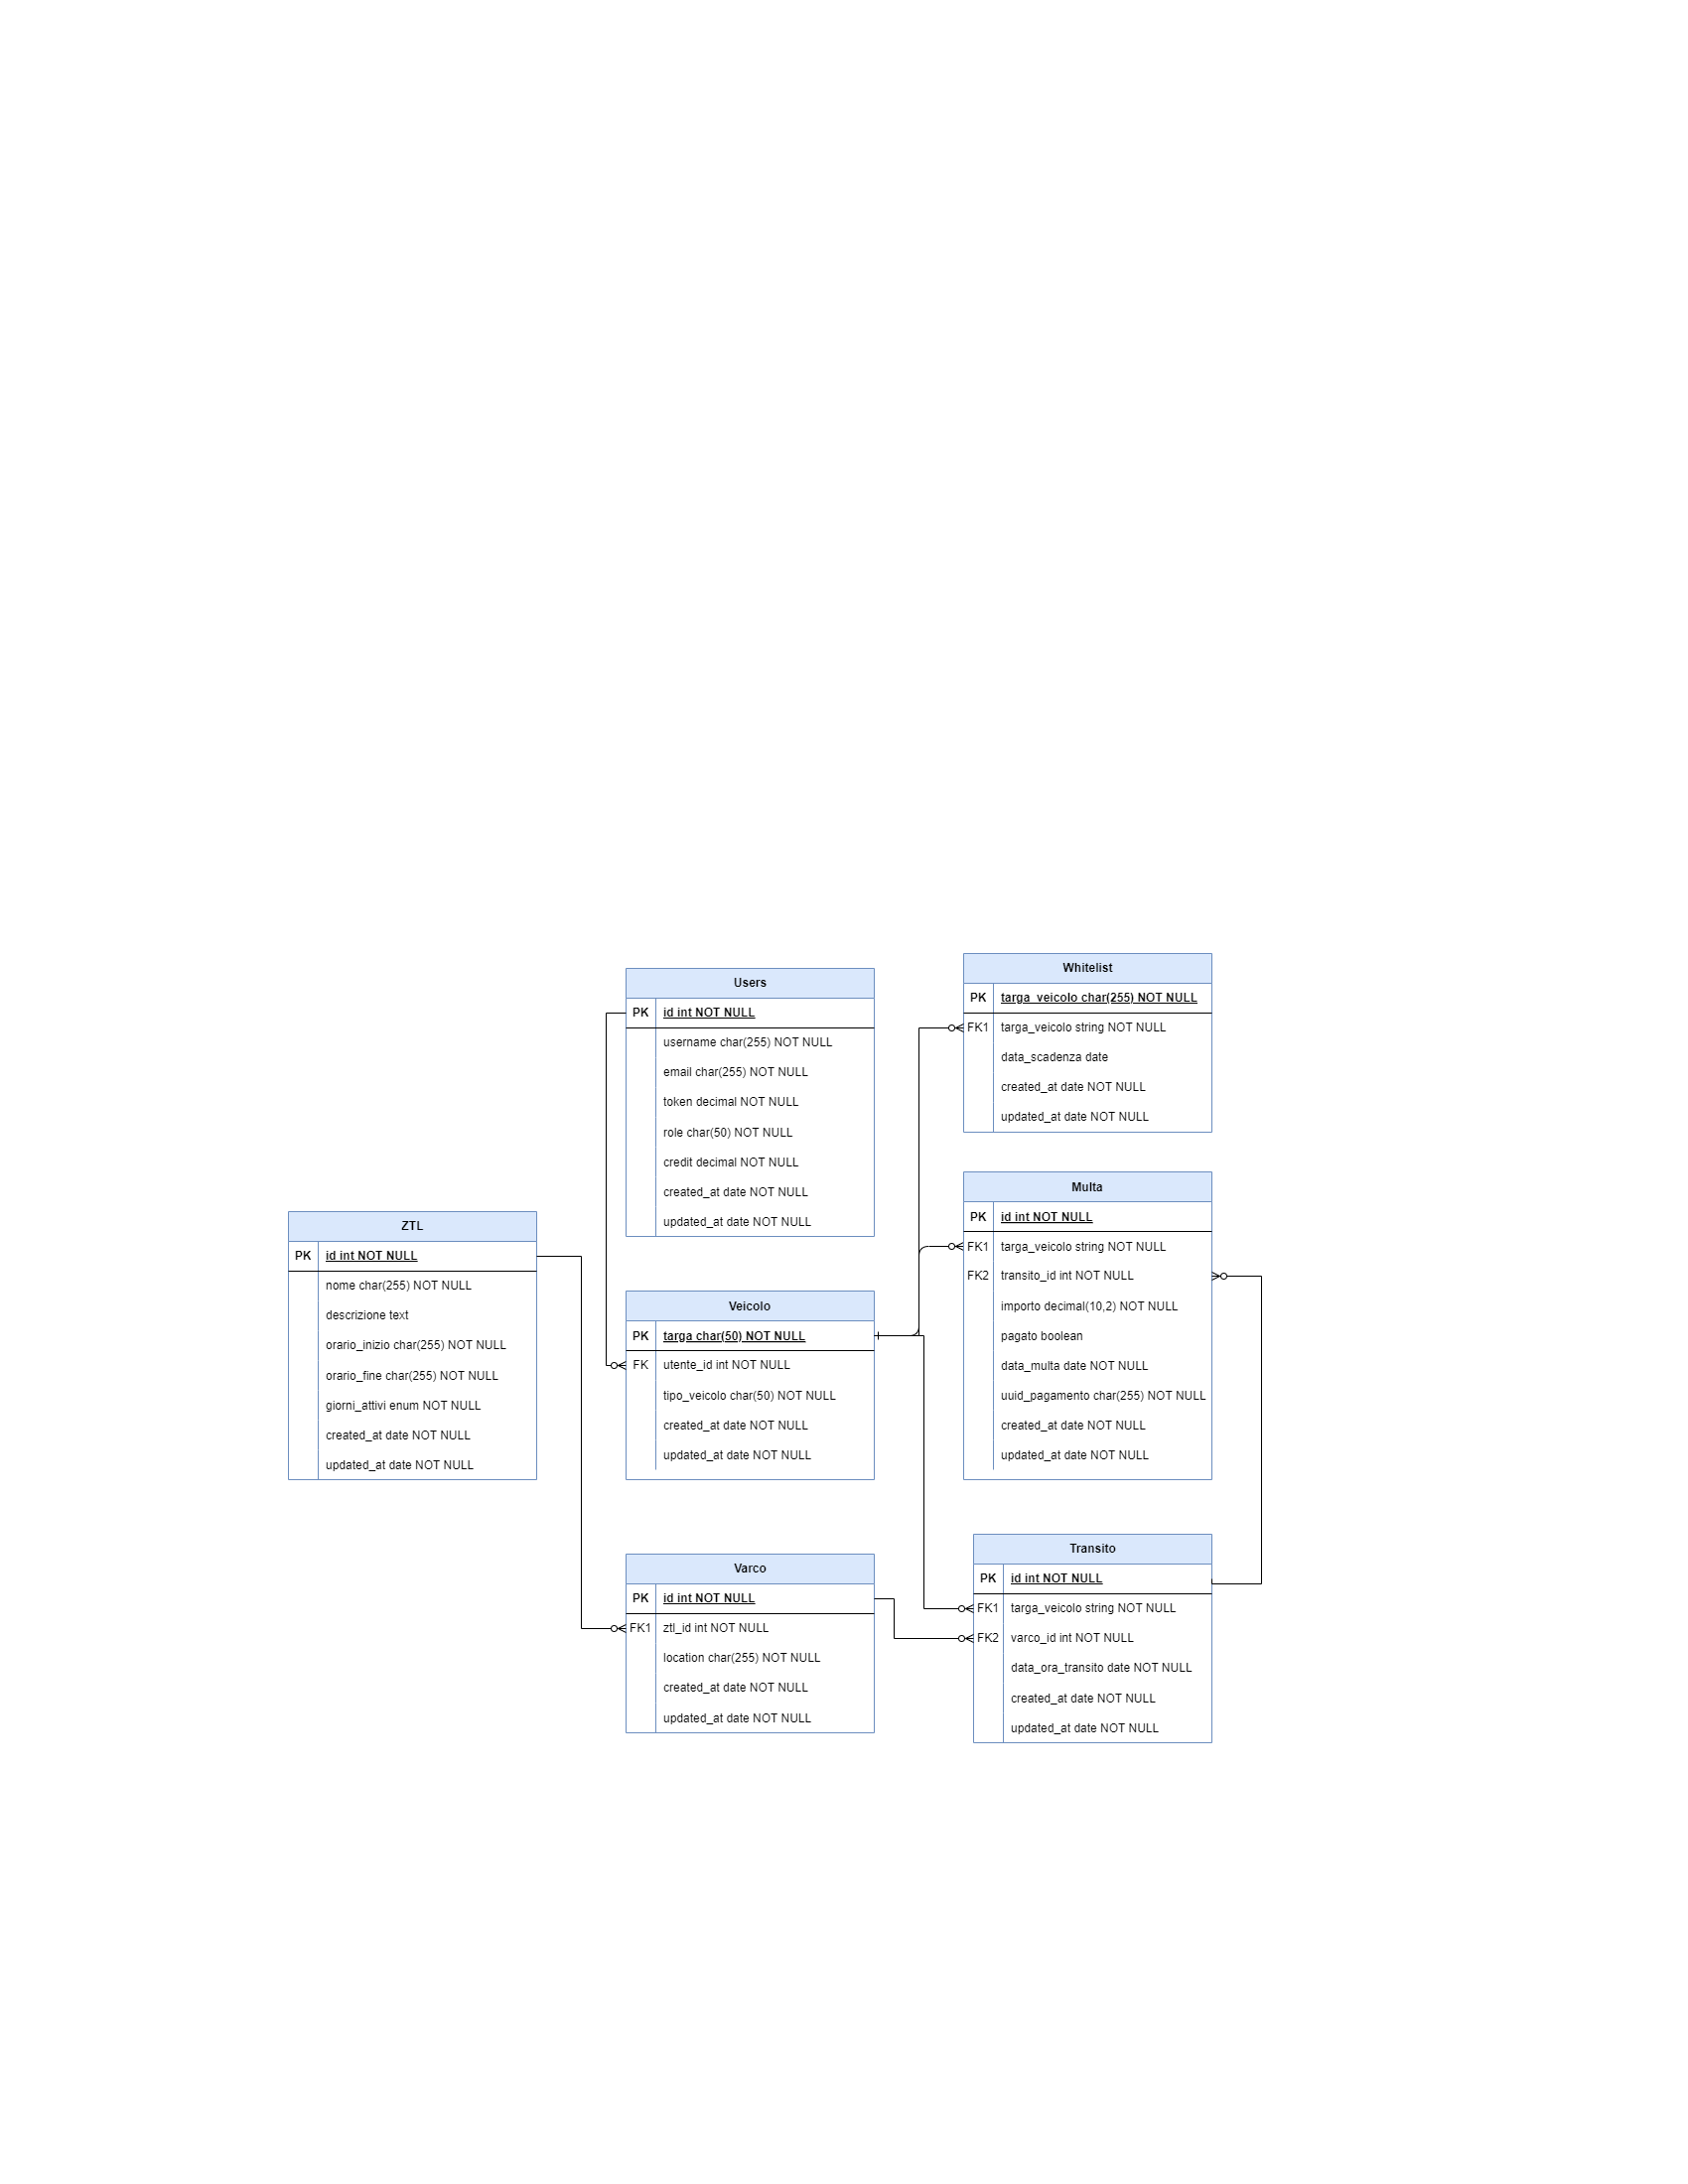 ZTL
PK id int NOT NULL
nome char(255) NOT NULL
descrizione text
orario_inizio char(255) NOT NULL
orario_fine char(255) NOT NULL
giorni_attivi enum NOT NULL
created_at date NOT NULL
updated_at date NOT NULL
Users
PK id int NOT NULL
username char(255) NOT NULL
email char(255) NOT NULL
token decimal NOT NULL
role char(50) NOT NULL
credit decimal NOT NULL
created_at date NOT NULL
updated_at date NOT NULL
Veicolo
PK targa char(50) NOT NULL
FK utente_id int NOT NULL
tipo_veicolo char(50) NOT NULL
created_at date NOT NULL
updated_at date NOT NULL
Varco
PK id int NOT NULL
FK1 ztl_id int NOT NULL
location char(255) NOT NULL
created_at date NOT NULL
updated_at date NOT NULL
Whitelist
PK targa_veicolo char(255) NOT NULL
FK1 targa_veicolo string NOT NULL
data_scadenza date
created_at date NOT NULL
updated_at date NOT NULL
Multa
PK id int NOT NULL
FK1 targa_veicolo string NOT NULL
FK2 transito_id int NOT NULL
importo decimal(10,2) NOT NULL
pagato boolean
data_multa date NOT NULL
uuid_pagamento char(255) NOT NULL
created_at date NOT NULL
updated_at date NOT NULL
Transito
PK id int NOT NULL
FK1 targa_veicolo string NOT NULL
FK2 varco_id int NOT NULL
data_ora_transito date NOT NULL
created_at date NOT NULL
updated_at date NOT NULL